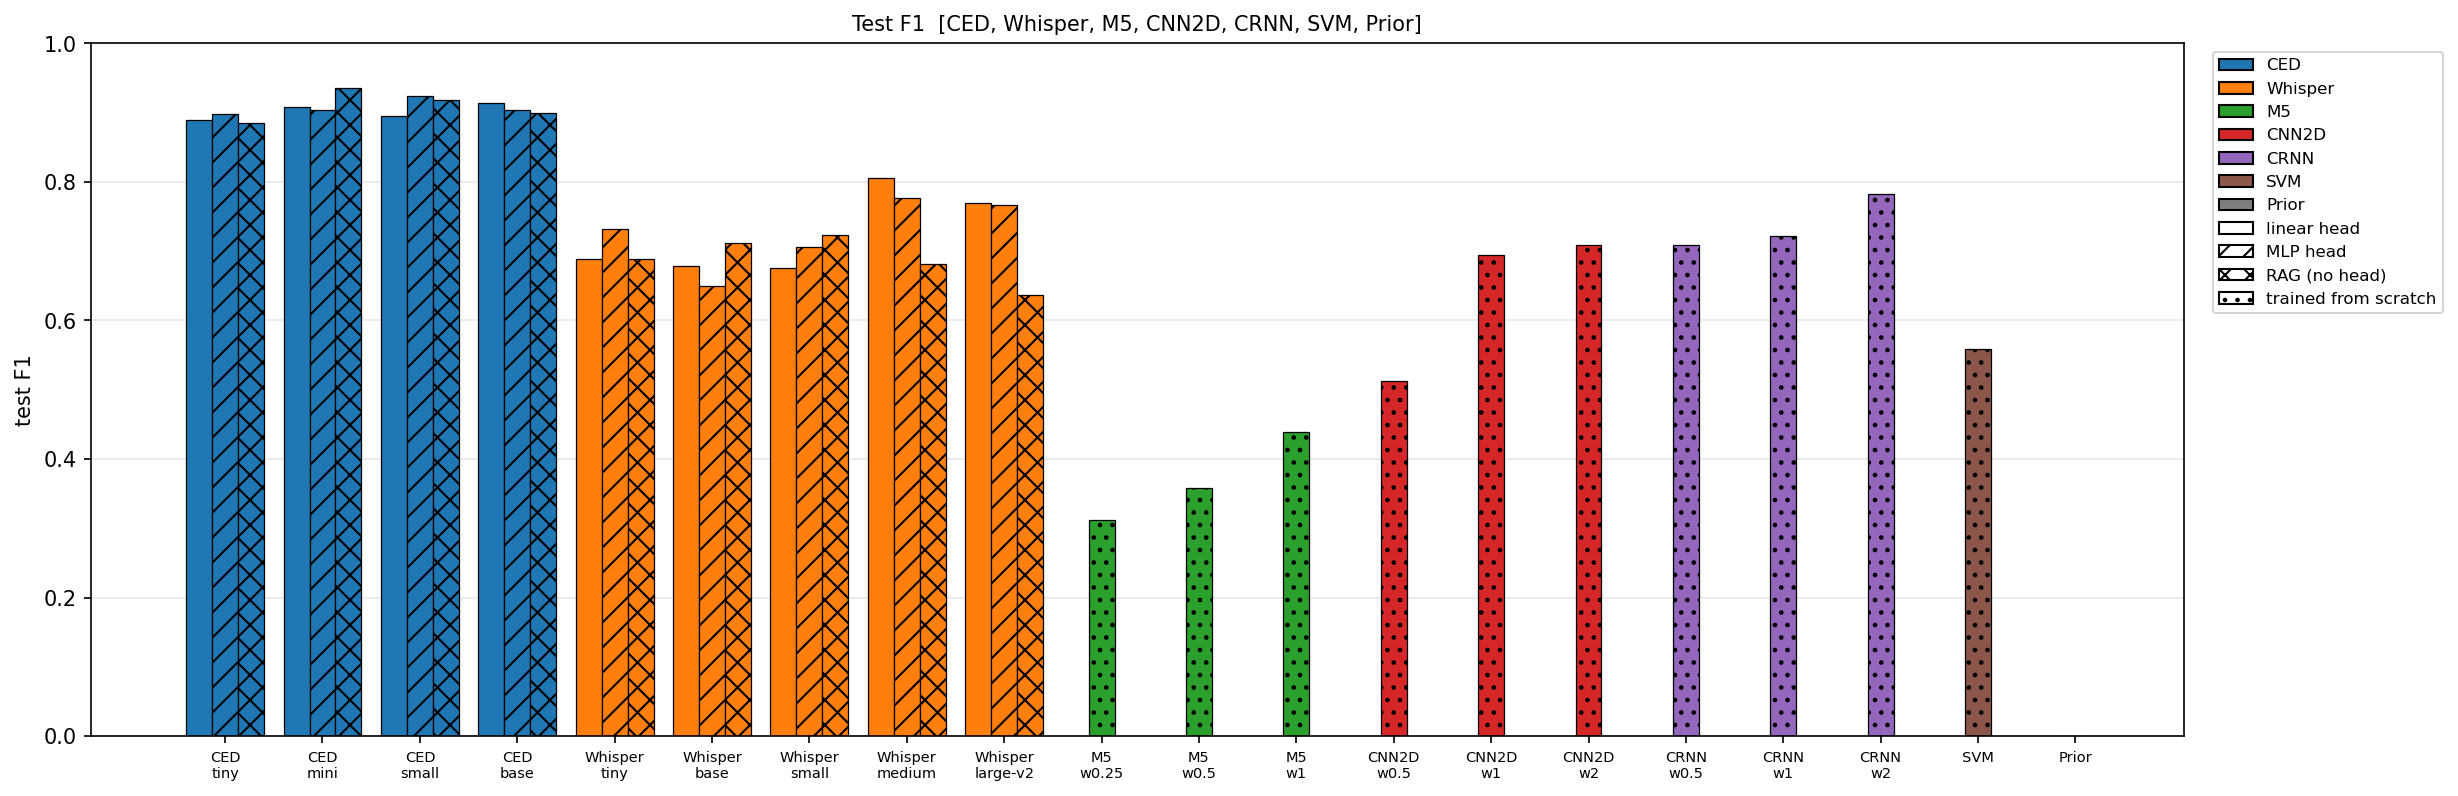 Test F1  [CED, Whisper, M5, CNN2D, CRNN, SVM, Prior]
test F1
1.0
0.8
0.6
0.4
0.2
0.0
CED tiny
CED mini
CED small
CED base
Whisper tiny
Whisper base
Whisper small
Whisper medium
Whisper large-v2
M5 w0.25
M5 w0.5
M5 w1
CNN2D w0.5
CNN2D w1
CNN2D w2
CRNN w0.5
CRNN w1
CRNN w2
SVM
Prior
CED
Whisper
M5
CNN2D
CRNN
SVM
Prior
linear head
MLP head
RAG (no head)
trained from scratch